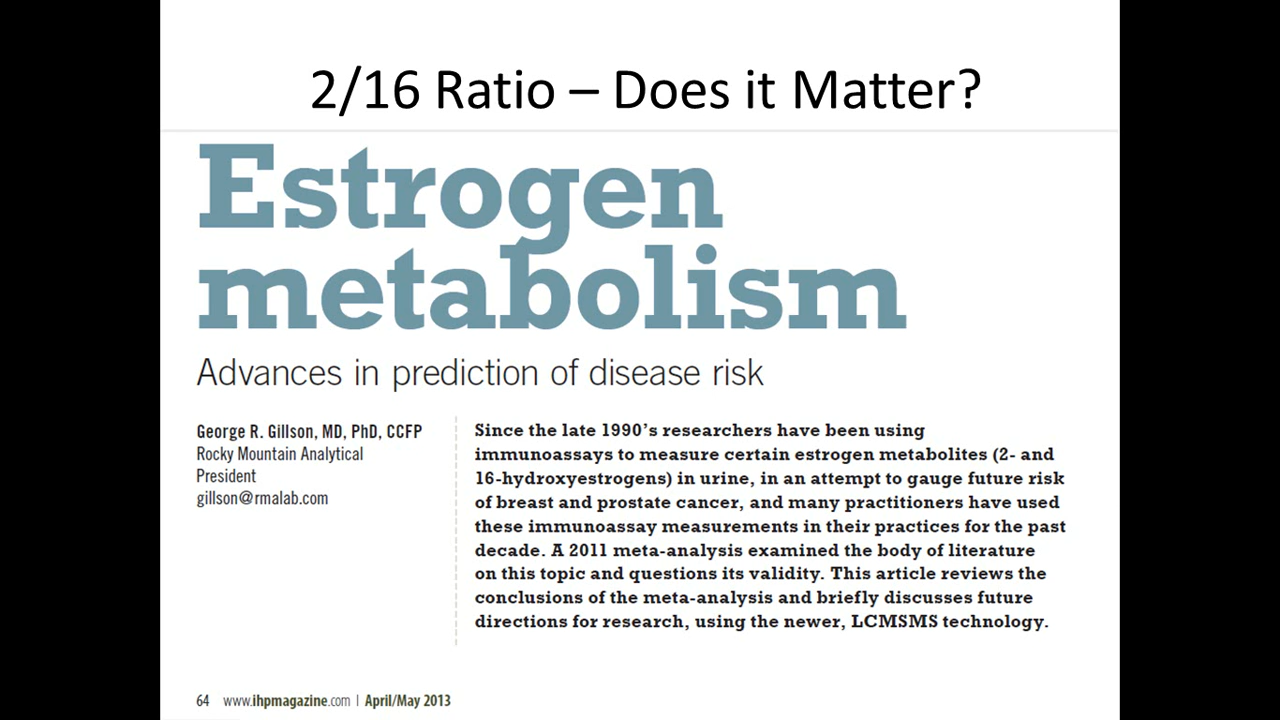 2/16 Ratio – Does it Matter?
Estrogen
metabolism
Advances in prediction of disease risk
George R. Gillson, MD, PhD, CCFP
Rocky Mountain Analytical
President
gillson@rmalab.com
Since the late 1990's researchers have been using
immunoassays to measure certain estrogen metabolites (2- and
16-hydroxyestrogens) in urine, in an attempt to gauge future risk
of breast and prostate cancer, and many practitioners have used
these immunoassay measurements in their practices for the past
decade. A 2011 meta-analysis examined the body of literature
on this topic and questions its validity. This article reviews the
conclusions of the meta-analysis and briefly discusses future
directions for research, using the newer, LCMSMS technology.
64 www.ihpmagazine.com | April/May 2013